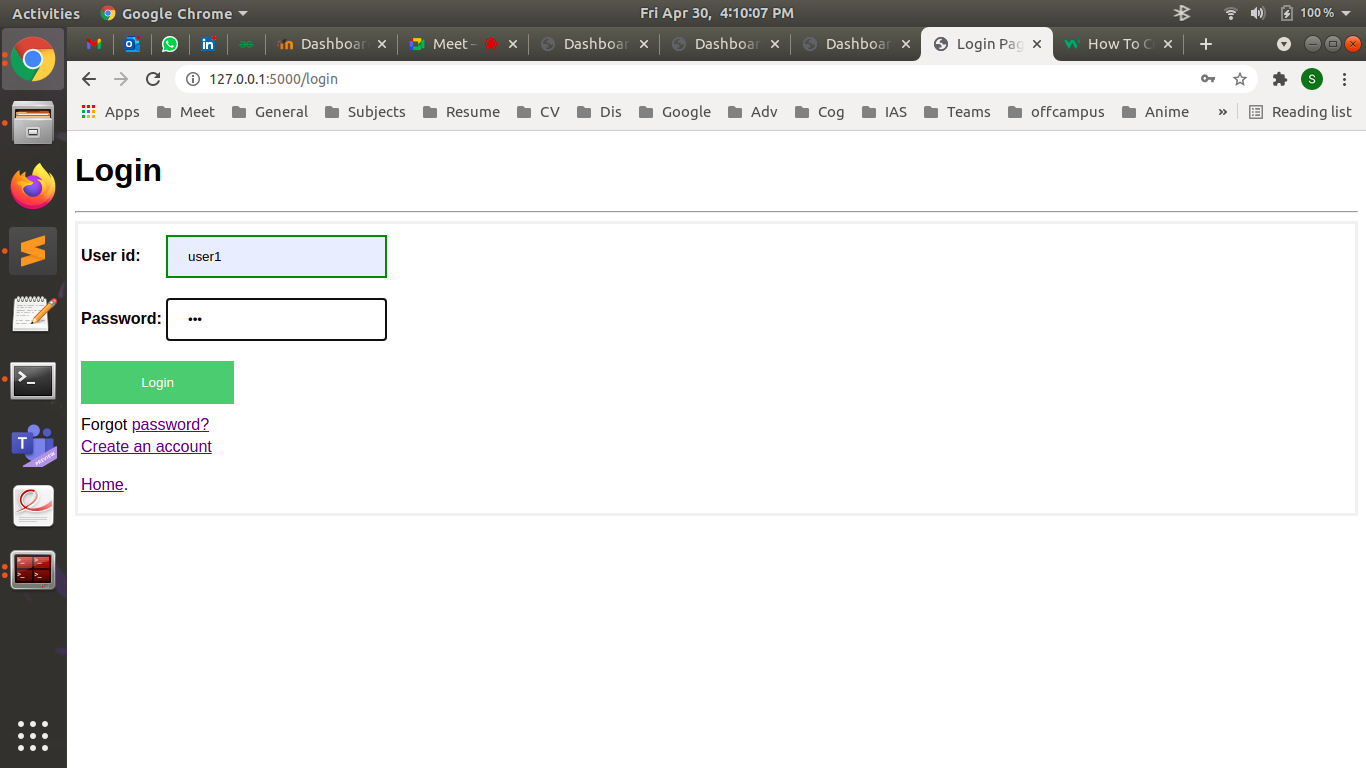 Activities Google Chrome Fri Apr 30, 4:10:07 PM 100 %
Dashboar Meet – Dashboar Dashboar Dashboar Login Pag How To C
127.0.0.1:5000/login S
Apps Meet General Subjects Resume CV Dis Google Adv Cog IAS Teams offcampus Anime » Reading list
Login
User id: user1
Password: •••
Login
Forgot password?
Create an account
Home.
T
PREVIEW